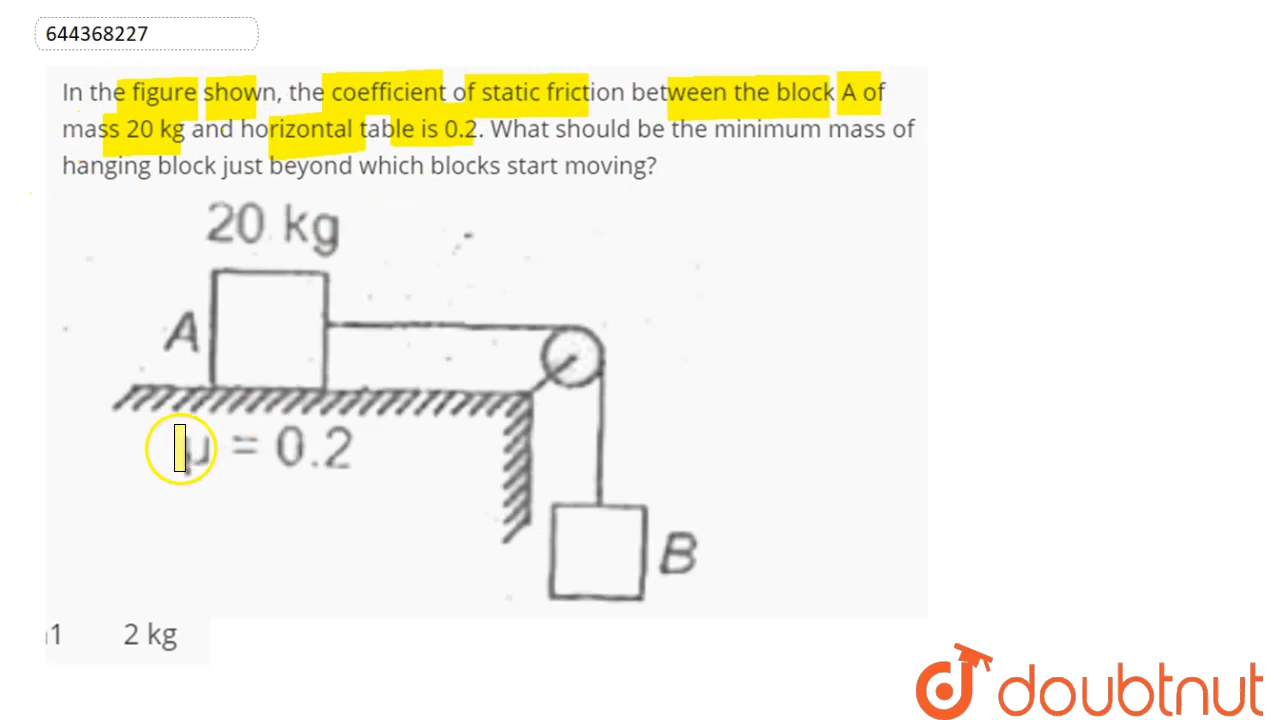 644368227
In the figure shown, the coefficient of static friction between the block A of
mass 20 kg and horizontal table is 0.2. What should be the minimum mass of
hanging block just beyond which blocks start moving?
20 kg
A
μ = 0.2
B
1 2 kg
doubtnut